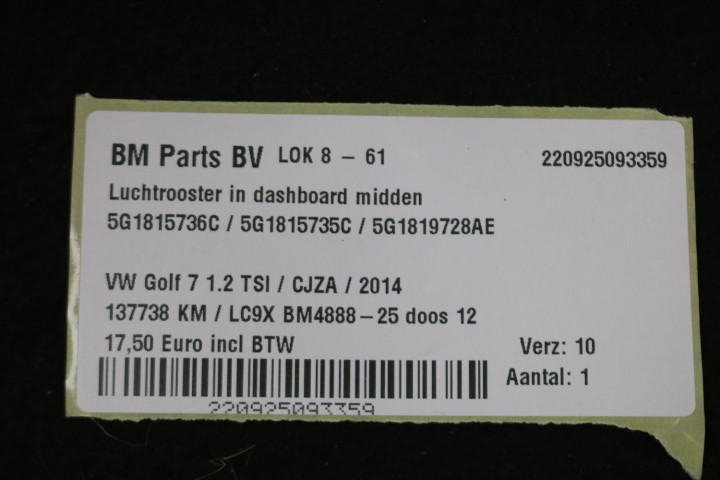 BM Parts BV LOK 8 – 61 220925093359
Luchtrooster in dashboard midden
5G1815736C / 5G1815735C / 5G1819728AE
VW Golf 7 1.2 TSI / CJZA / 2014
137738 KM / LC9X BM4888–25 doos 12
17,50 Euro incl BTW Verz: 10
Aantal: 1
220925093359